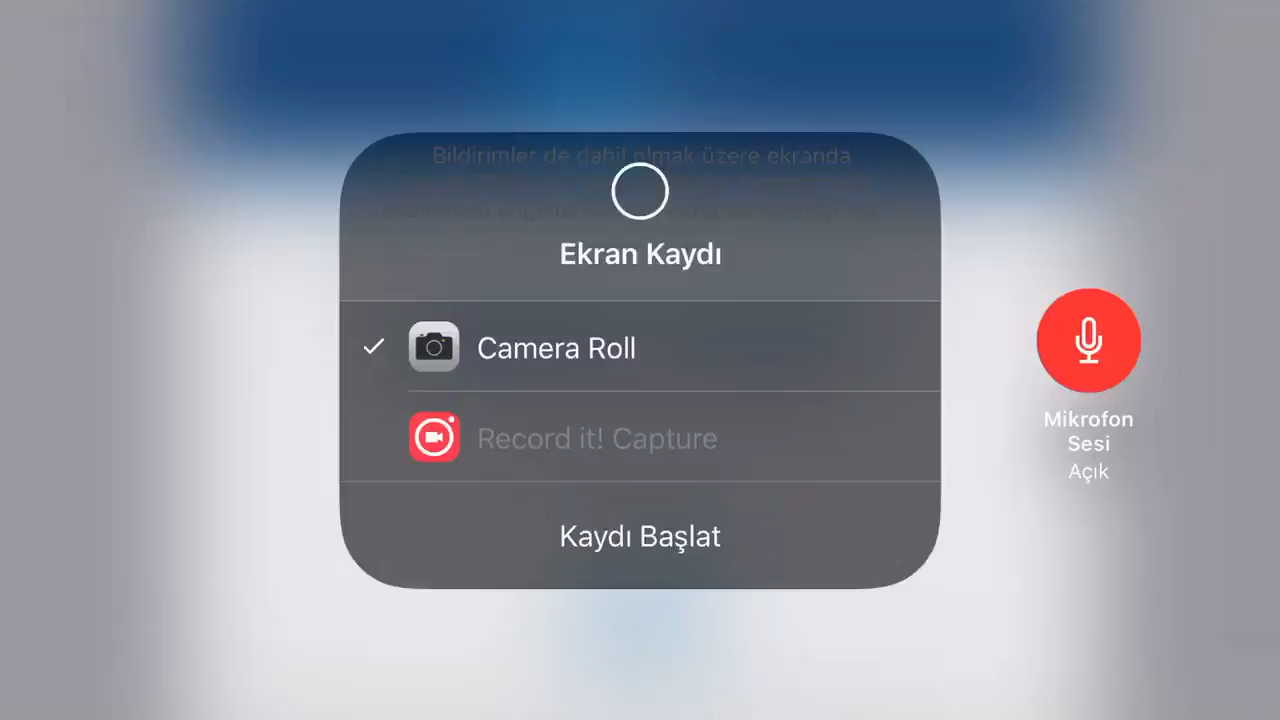 Bildirimler de dahil olmak üzere ekranda
Ekran Kaydı
Camera Roll
Record it! Capture
Kaydı Başlat
Mikrofon
Sesi
Açık